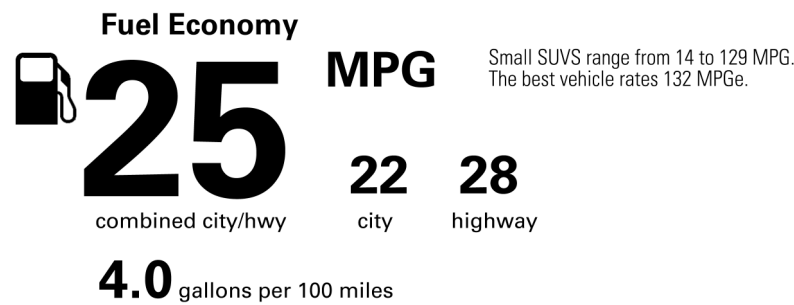 Fuel Economy
25
MPG
Small SUVS range from 14 to 129 MPG.
The best vehicle rates 132 MPGe.
22 28
combined city/hwy city highway
4.0 gallons per 100 miles